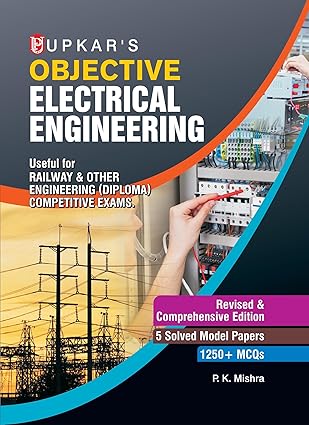 UPKAR'S
OBJECTIVE
ELECTRICAL
ENGINEERING
Useful for
RAILWAY & OTHER
ENGINEERING (DIPLOMA)
COMPETITIVE EXAMS.
Revised &
Comprehensive Edition
5 Solved Model Papers
1250+ MCQs
P. K. Mishra